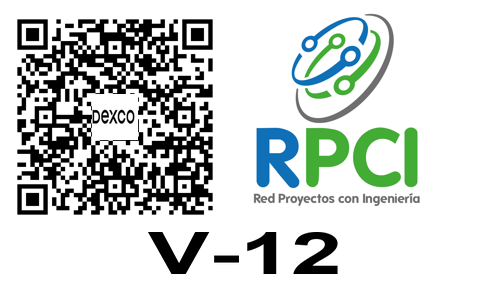 Dexco
RPCI
Red Proyectos con Ingeniería
V-12